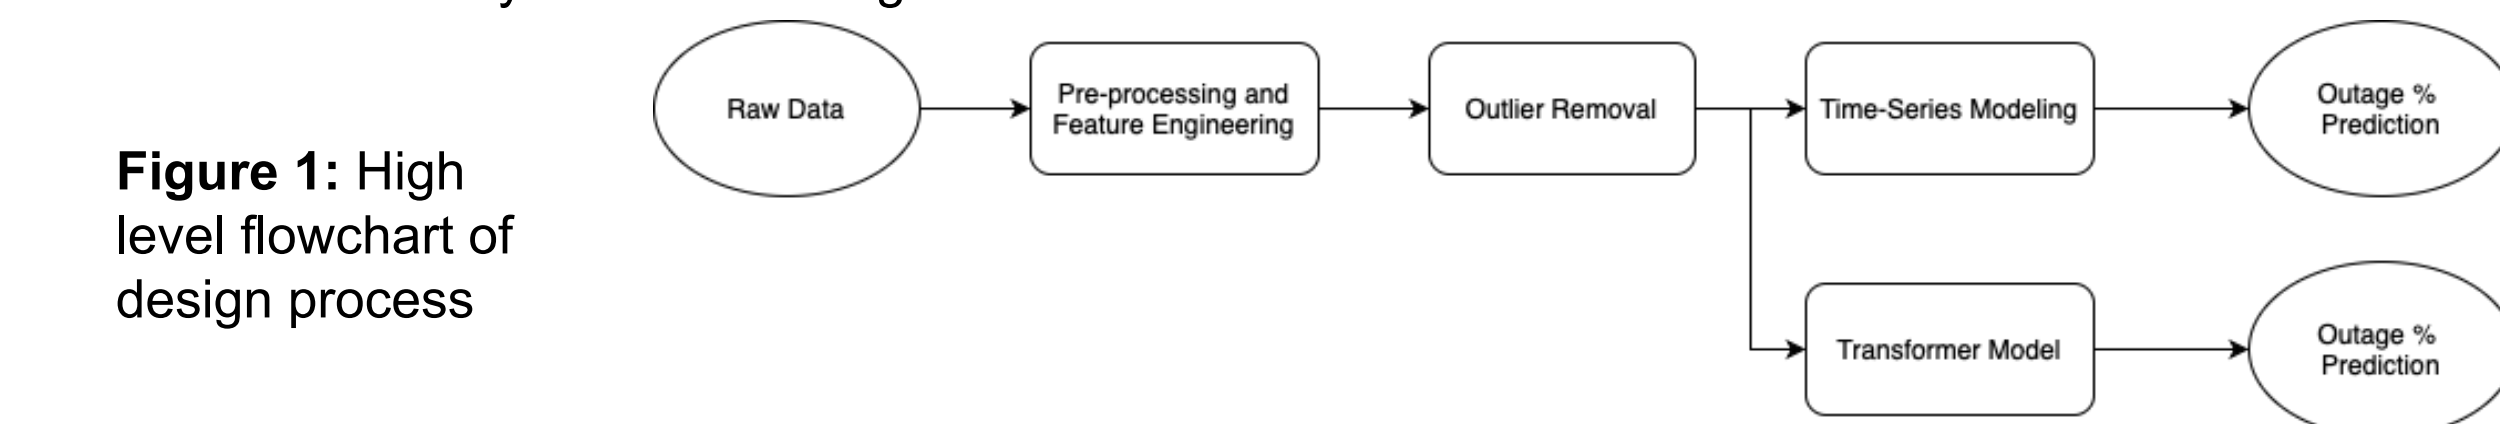 Figure 1: High
level flowchart of
design process
Raw Data
Pre-processing and
Feature Engineering
Outlier Removal
Time-Series Modeling
Outage %
Prediction
Transformer Model
Outage %
Prediction